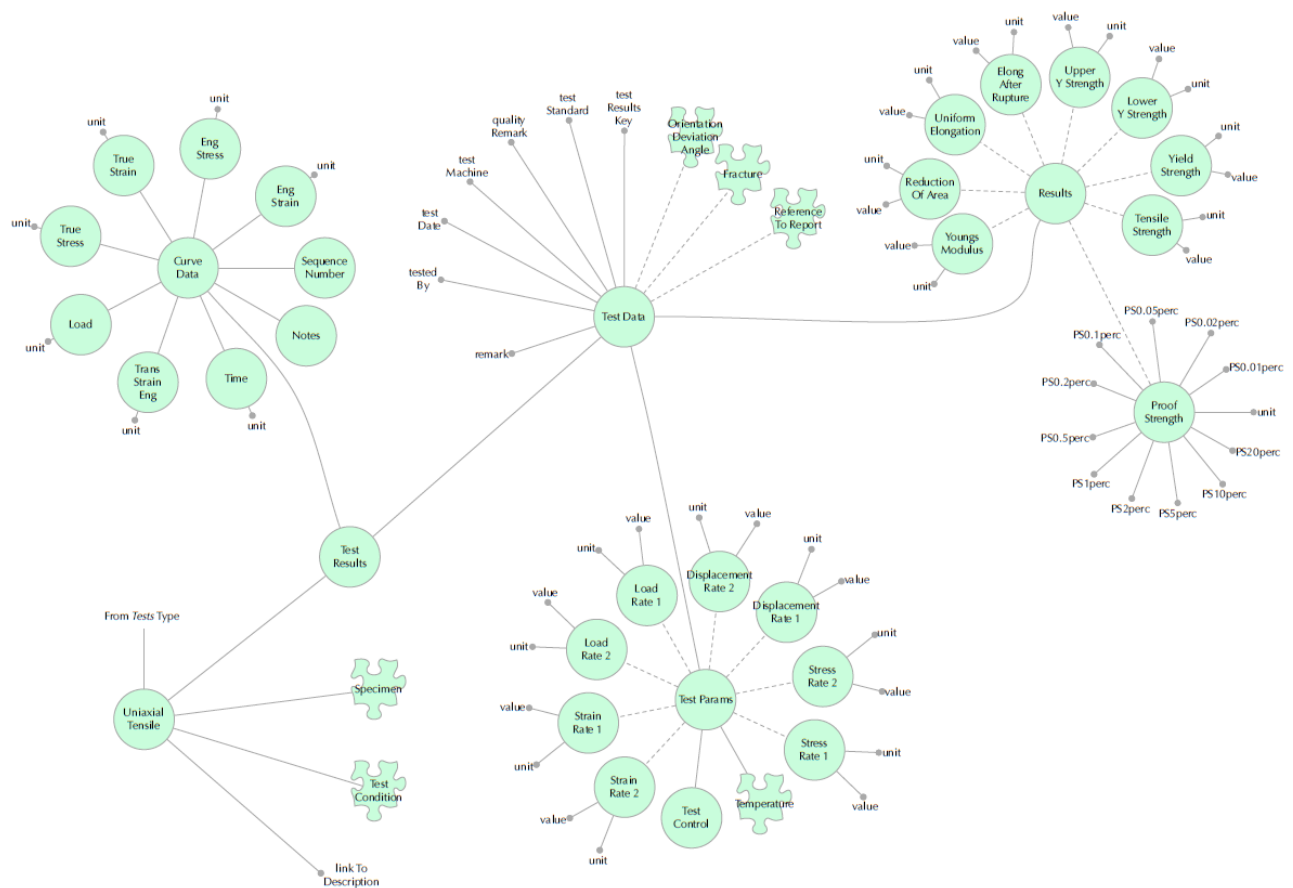 unit
unit
Eng
Stress
True
Strain
unit
Eng
Strain
unit
True
Stress
Curve
Data
Sequence
Number
Load
unit
Notes
Trans
Strain
Eng
Time
unit
unit
test
Results
Key
test
Standard
quality
Remark
test
Machine
test
Date
tested
By
remark
Orientation
Deviation
Angle
Fracture
Reference
To Report
Test Data
value
unit
value
unit
Elong
After
Rupture
Upper
Y Strength
value
unit
Lower
Y Strength
unit
value
Uniform
Elongation
unit
value
Yield
Strength
unit
value
Reduction
Of Area
Results
Tensile
Strength
unit
value
value
unit
Youngs
Modulus
PS0.05perc
PS0.02perc
PS0.1perc
PS0.01perc
PS0.2perc
Proof
Strength
unit
PS0.5perc
PS20perc
PS1perc
PS10perc
PS2perc
PS5perc
Test
Results
From Tests Type
Uniaxial
Tensile
Specimen
Test
Condition
link To
Description
unit
value
value
unit
unit
value
Load
Rate 1
Displacement
Rate 2
Displacement
Rate 1
value
unit
Load
Rate 2
unit
value
Stress
Rate 2
Test Params
value
unit
Strain
Rate 1
Stress
Rate 1
unit
value
Strain
Rate 2
value
unit
Test
Control
Temperature